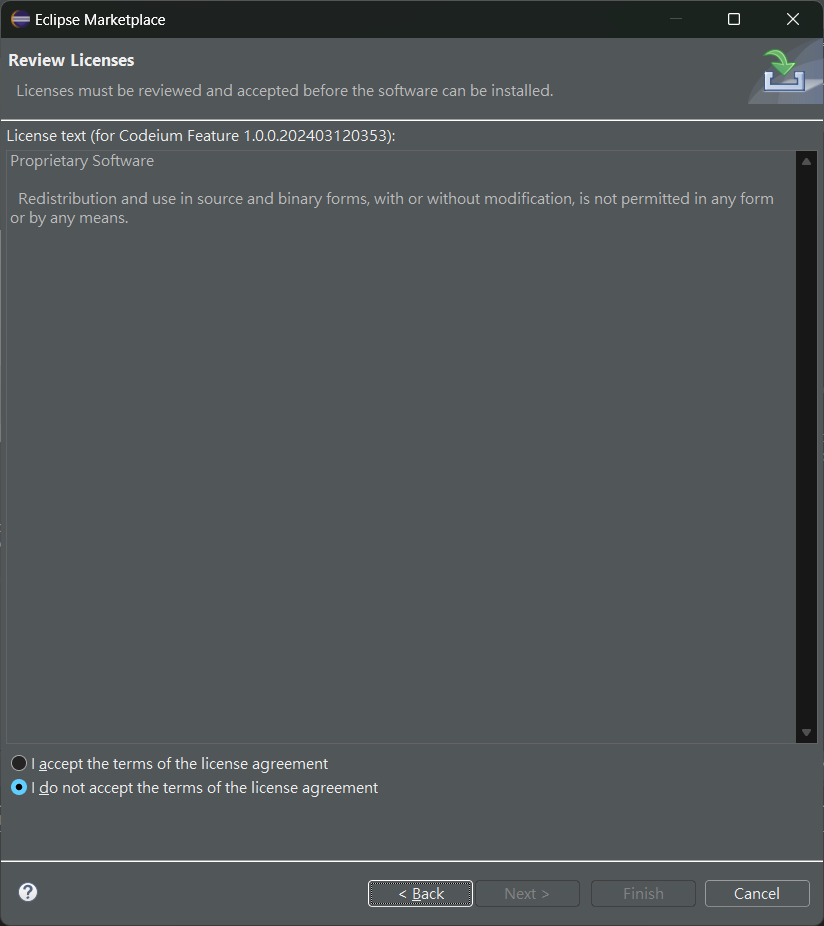 Eclipse Marketplace
Review Licenses
Licenses must be reviewed and accepted before the software can be installed.
License text (for Codeium Feature 1.0.0.202403120353):
Proprietary Software
Redistribution and use in source and binary forms, with or without modification, is not permitted in any form
or by any means.
I accept the terms of the license agreement
I do not accept the terms of the license agreement
?
< Back
Next >
Finish
Cancel